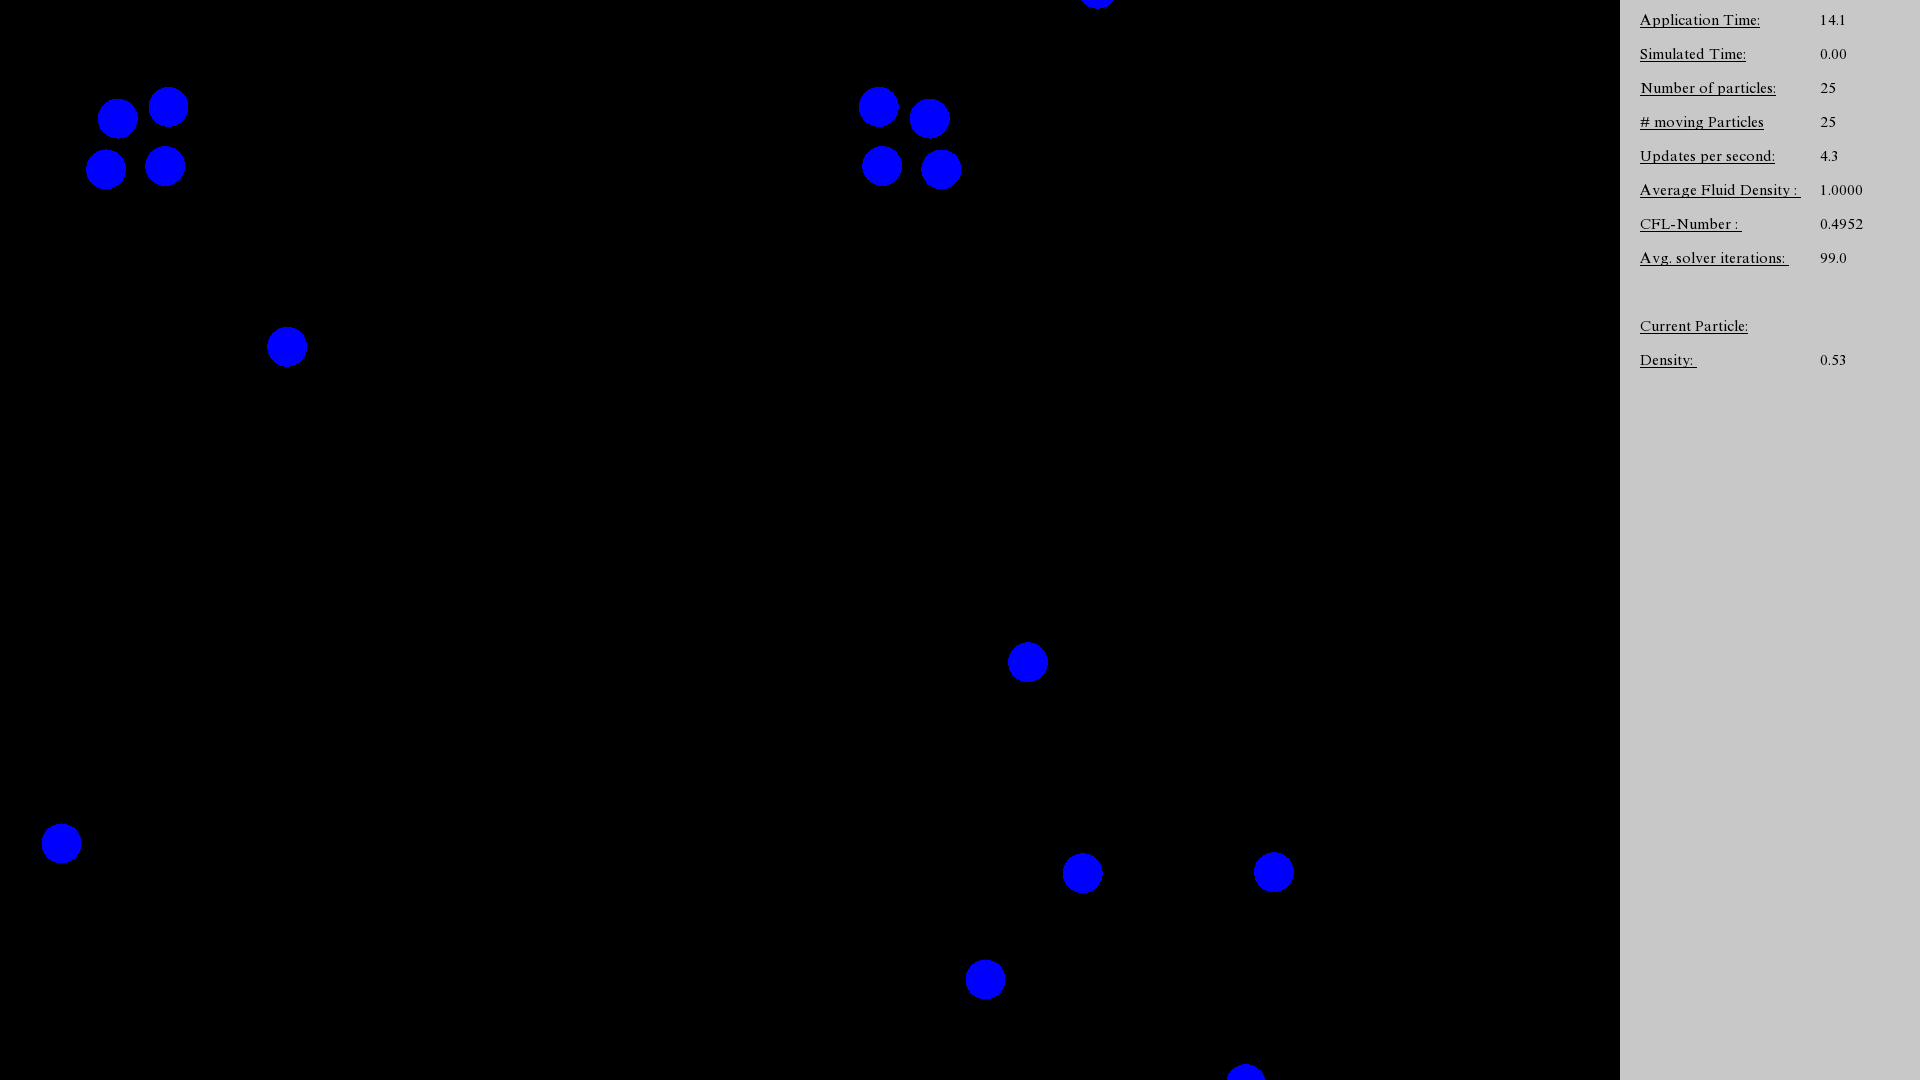 Application Time: 14.1
Simulated Time: 0.00
Number of particles: 25
# moving Particles 25
Updates per second: 4.3
Average Fluid Density : 1.0000
CFL-Number : 0.4952
Avg. solver iterations: 99.0
Current Particle:
Density: 0.53